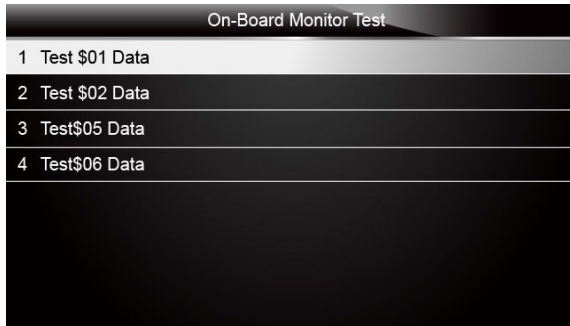 On-Board Monitor Test
1 Test $01 Data
2 Test $02 Data
3 Test$05 Data
4 Test$06 Data